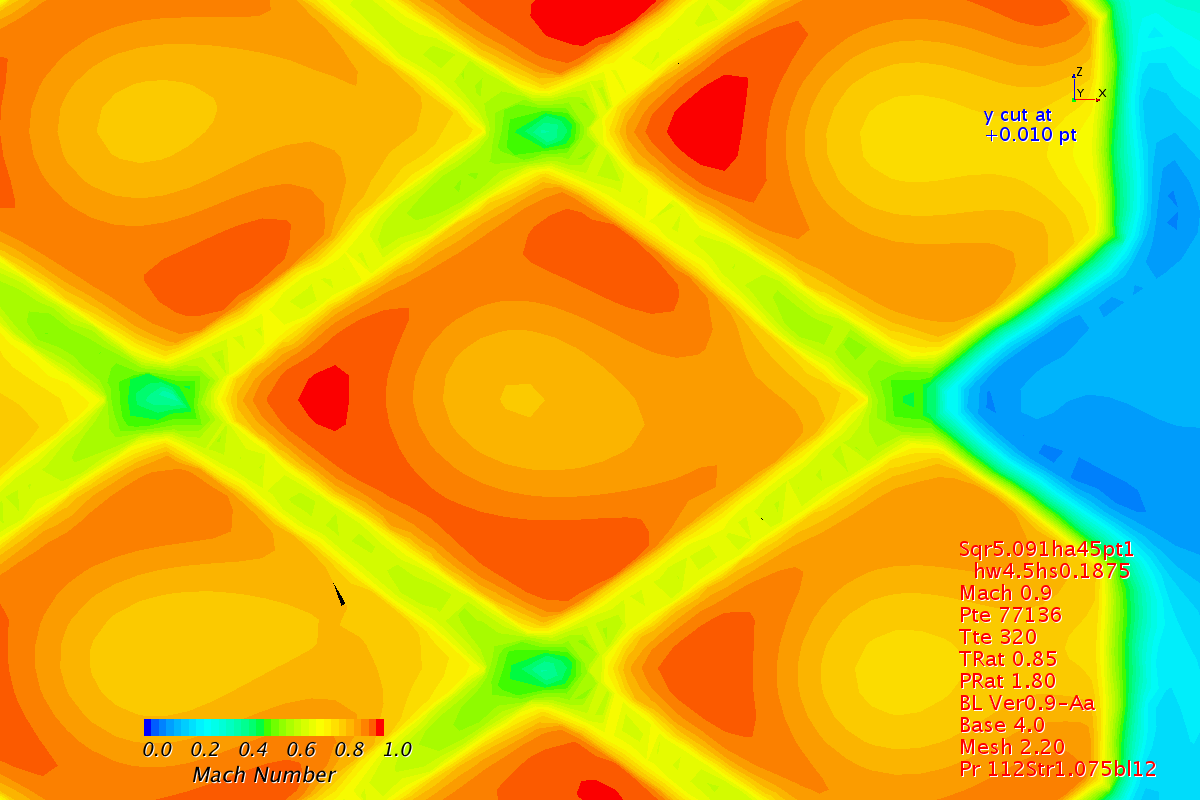 Z
Y X
y cut at
+0.010 pt
Sqr5.091ha45pt1
hw4.5hs0.1875
Mach 0.9
Pte 77136
Tte 320
TRat 0.85
PRat 1.80
BL Ver0.9-Aa
Base 4.0
Mesh 2.20
Pr 112Str1.075bl12
0.0 0.2 0.4 0.6 0.8 1.0
Mach Number